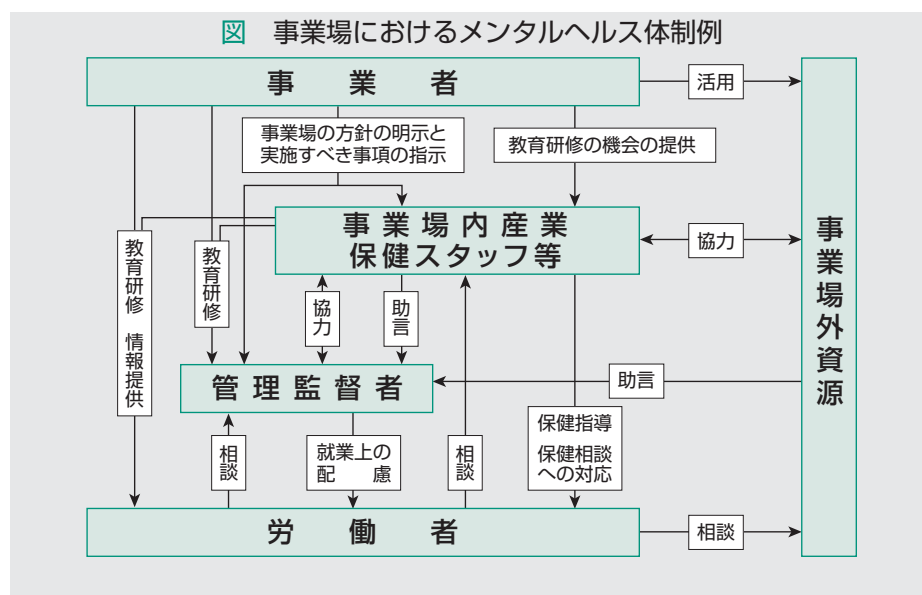 図 事業場におけるメンタルヘルス体制例
事業者
活用
事業場の方針の明示と
実施すべき事項の指示
教育研修の機会の提供
事業場内産業
保健スタッフ等
協力
事業場外資源
教育研修 情報提供
教育研修
協力
助言
管理監督者
助言
相談
就業上の
配慮
相談
保健指導
保健相談
への対応
労働者
相談